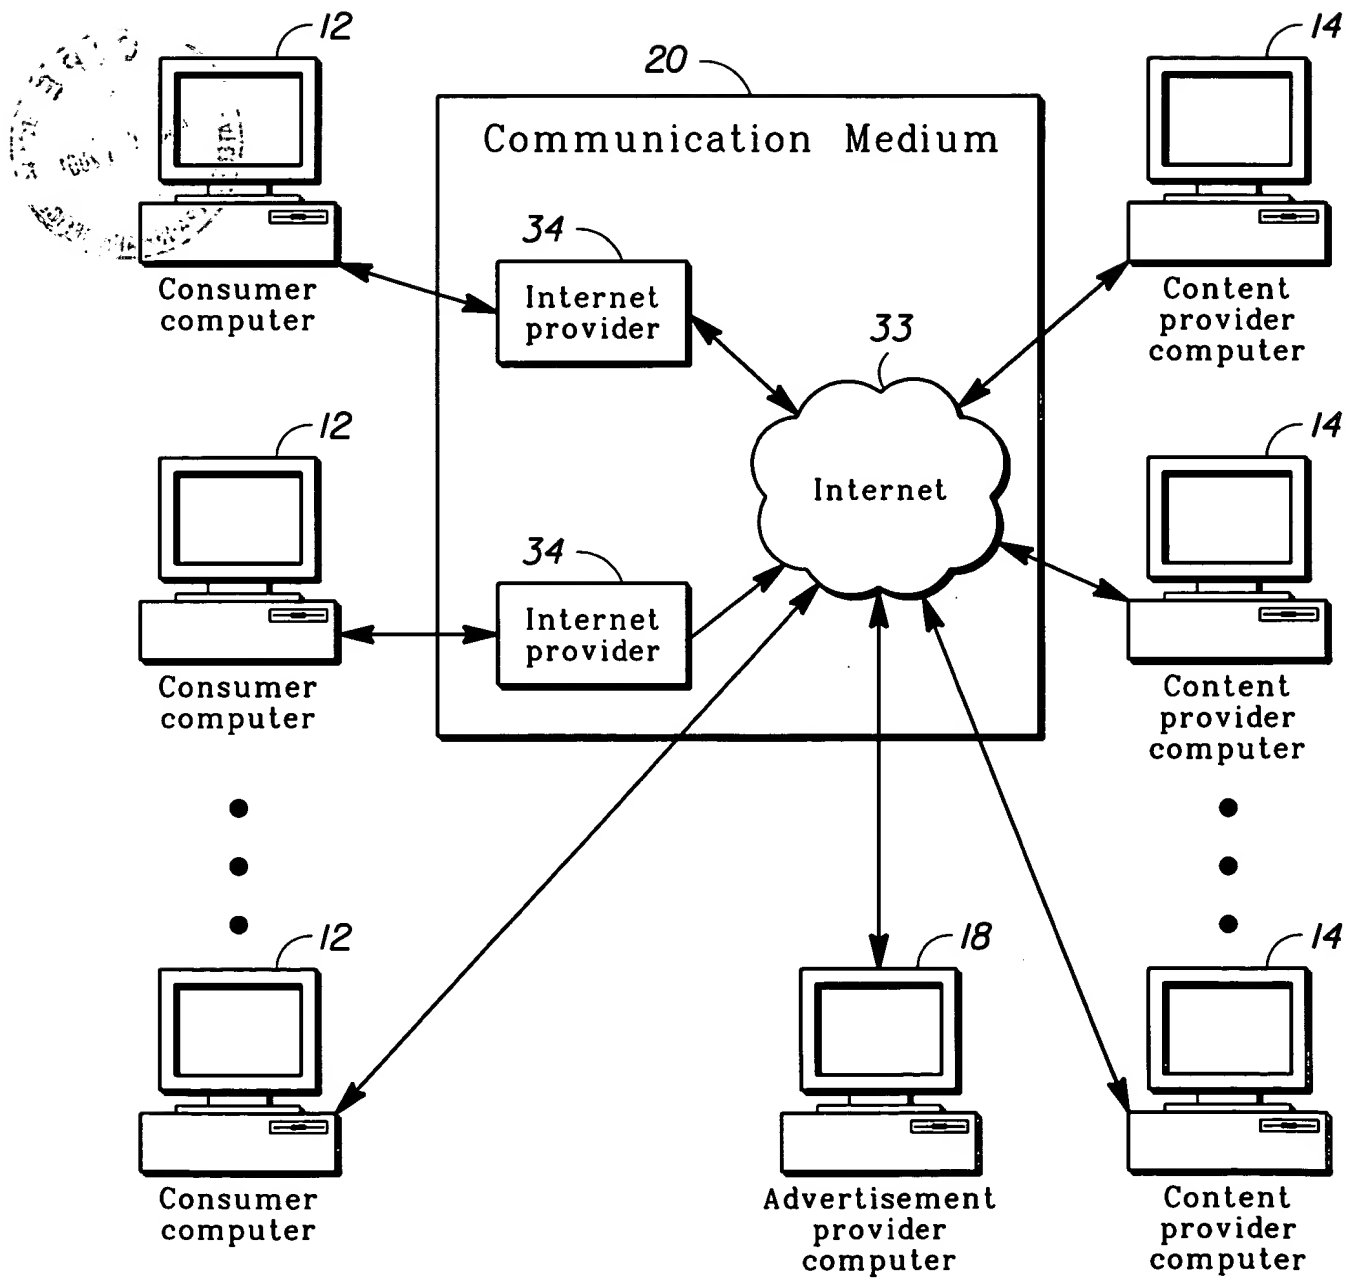 12
20
14
Communication Medium
34
Internet
provider
Consumer
computer
Content
provider
computer
33
12
14
Internet
34
Internet
provider
Consumer
computer
Content
provider
computer
12
18
14
Consumer
computer
Advertisement
provider
computer
Content
provider
computer